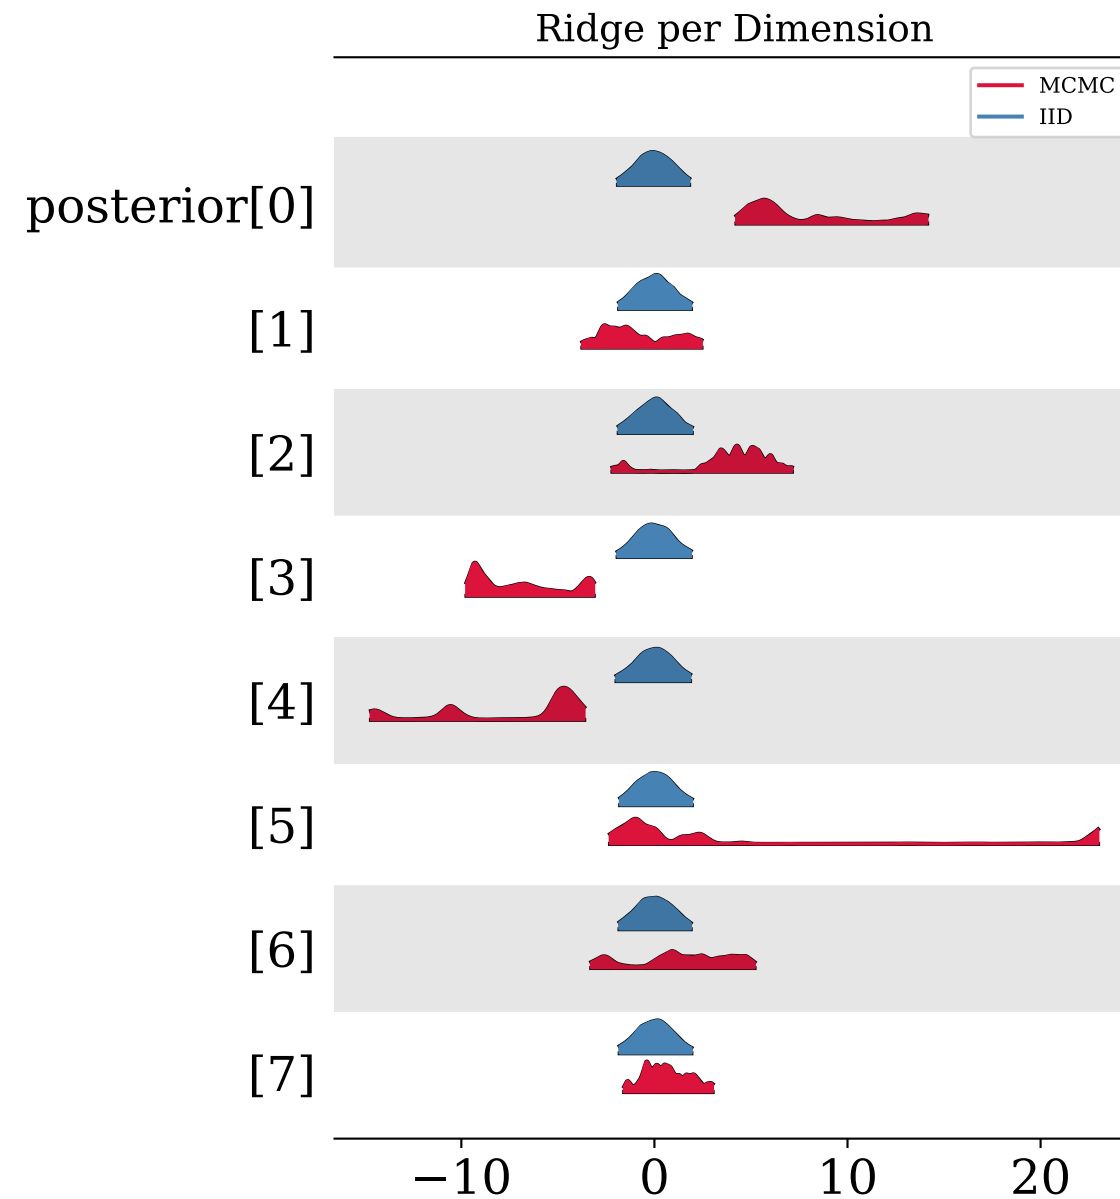 Ridge per Dimension
MCMC
IID
posterior[0]
[1]
[2]
[3]
[4]
[5]
[6]
[7]
−10 0 10 20